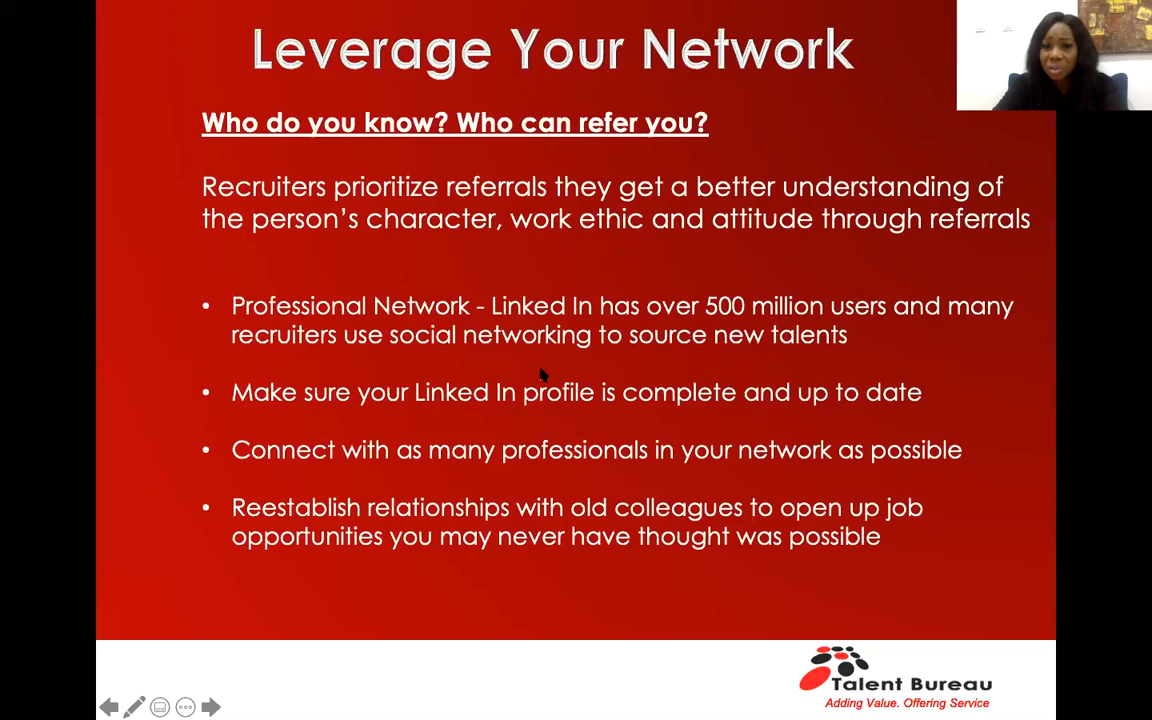 Leverage Your Network
Who do you know? Who can refer you?
Recruiters prioritize referrals they get a better understanding of
the person's character, work ethic and attitude through referrals
• Professional Network - Linked In has over 500 million users and many
recruiters use social networking to source new talents
• Make sure your Linked In profile is complete and up to date
• Connect with as many professionals in your network as possible
• Reestablish relationships with old colleagues to open up job
opportunities you may never have thought was possible
Talent Bureau
Adding Value. Offering Service